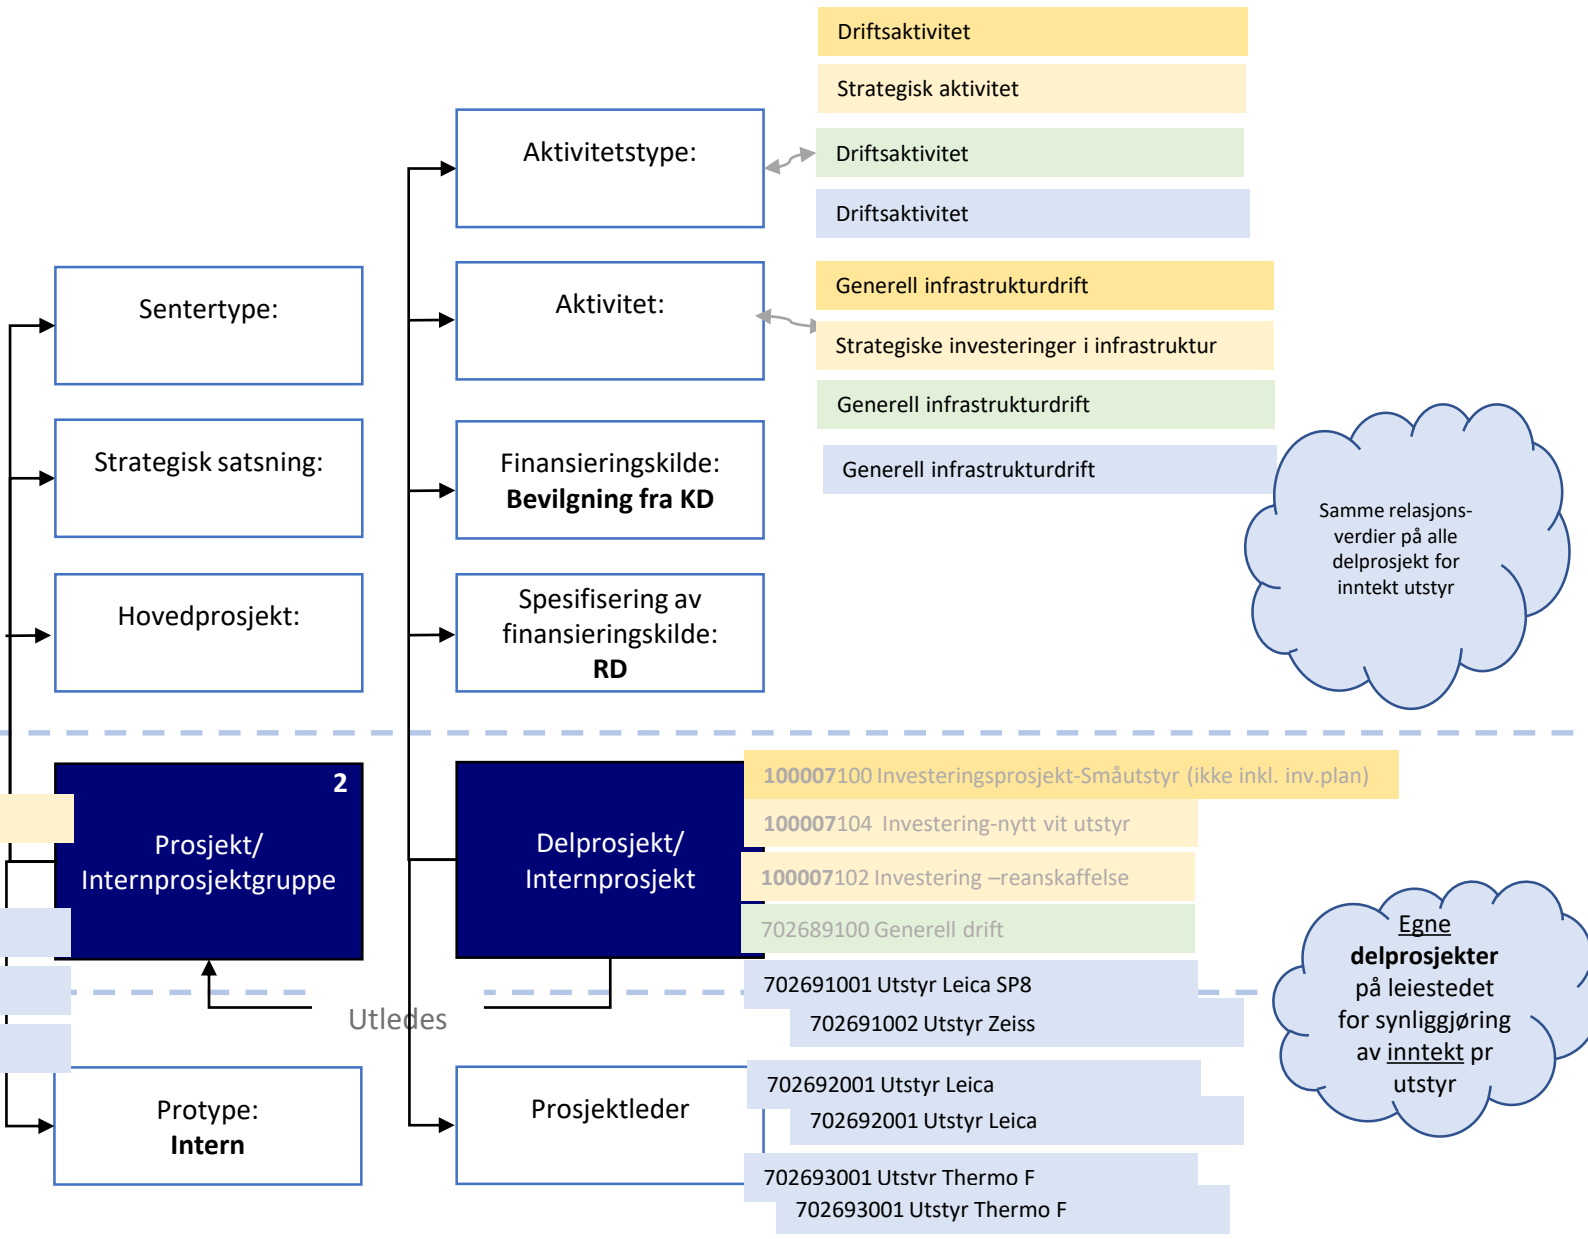 Driftsaktivitet
Strategisk aktivitet
Aktivitetstype:
Driftsaktivitet
Driftsaktivitet
Sentertype:
Aktivitet:
Generell infrastrukturdrift
Strategiske investeringer i infrastruktur
Generell infrastrukturdrift
Generell infrastrukturdrift
Strategisk satsning:
Finansieringskilde:
Bevilgning fra KD
Samme relasjons-
verdier på alle
delprosjekt for
inntekt utstyr
Hovedprosjekt:
Spesifisering av
finansieringskilde:
RD
2
Prosjekt/
Internprosjektgruppe
Delprosjekt/
Internprosjekt
100007100 Investeringsprosjekt-Småutstyr (ikke inkl. inv.plan)
100007104 Investering-nytt vit utstyr
100007102 Investering –reanskaffelse
702689100 Generell drift
702691001 Utstyr Leica SP8
702691002 Utstyr Zeiss
Utledes
Egne
delprosjekter
på leiestedet
for synliggjøring
av inntekt pr
utstyr
Protype:
Intern
Prosjektleder
702692001 Utstyr Leica
702692001 Utstyr Leica
702693001 Utstyr Thermo F
702693001 Utstyr Thermo F